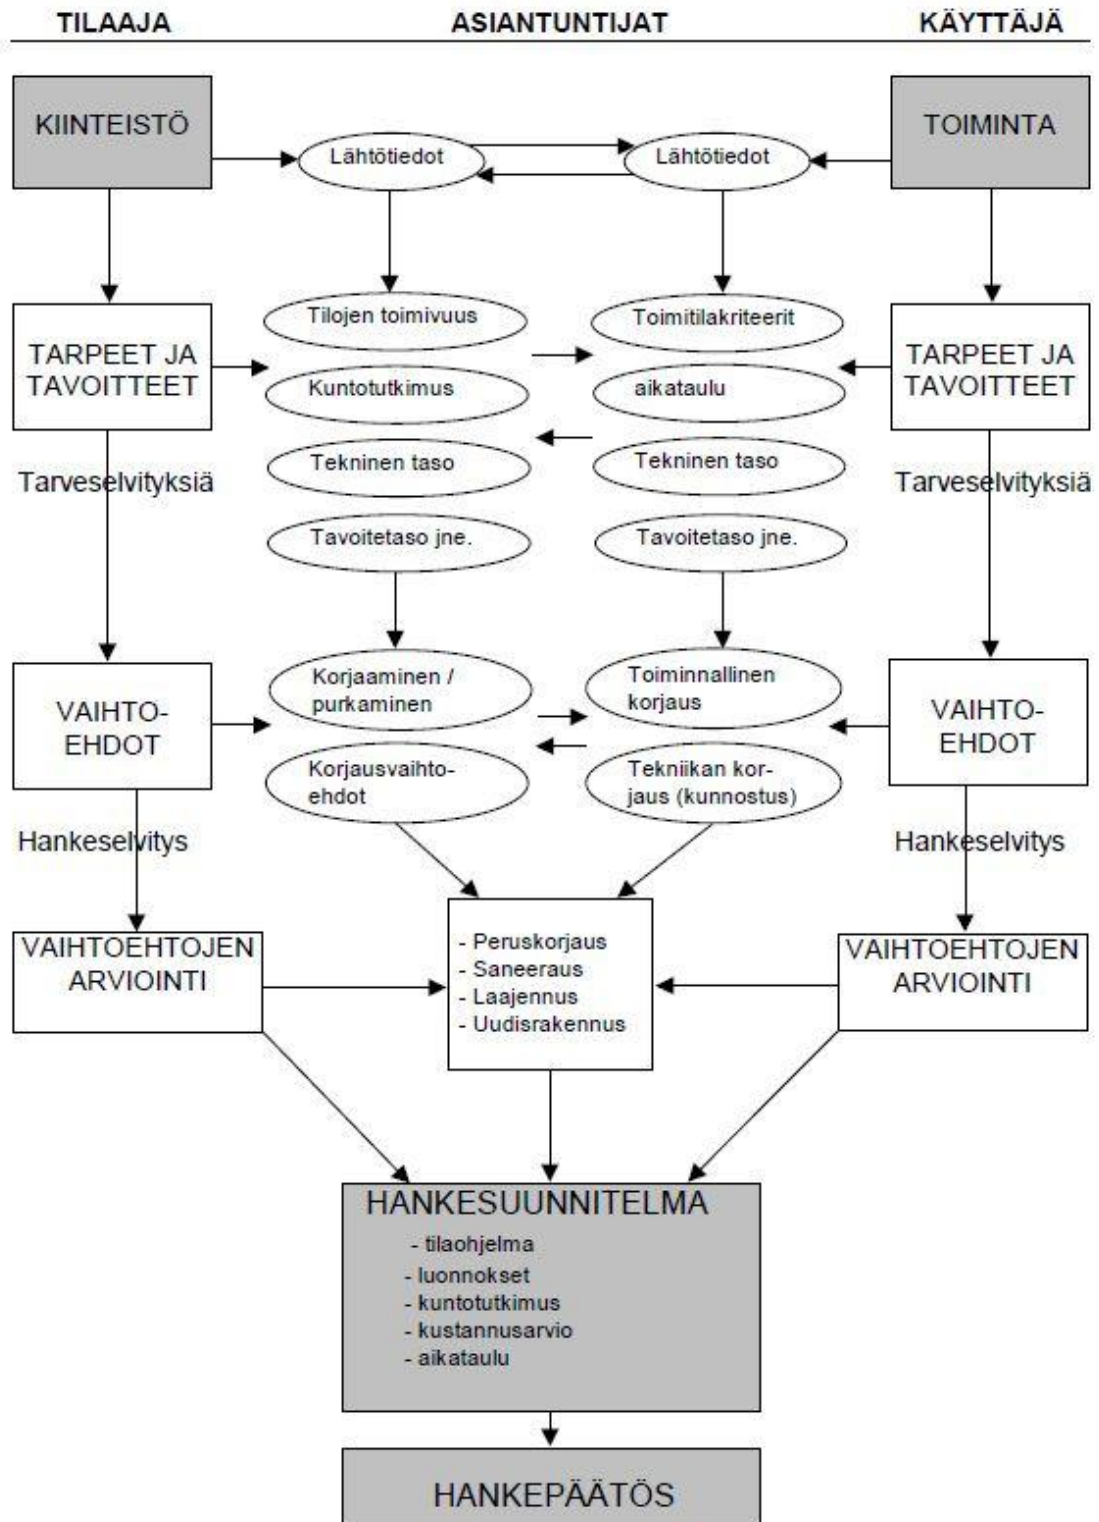 TILAAJA ASIANTUNTIJAT KÄYTTÄJÄ
KIINTEISTÖ
TOIMINTA
Lähtötiedot
Lähtötiedot
TARPEET JA
TAVOITTEET
Tilojen toimivuus
Kuntotutkimus
Tekninen taso
Tavoitetaso jne.
Toimitilakriteerit
aikataulu
Tekninen taso
Tavoitetaso jne.
TARPEET JA
TAVOITTEET
Tarveselvityksiä
Tarveselvityksiä
VAIHTO-
EHDOT
Korjaaminen /
purkaminen
Korjausvaihto-
ehdot
Toiminnallinen
korjaus
Tekniikan kor-
jaus (kunnostus)
VAIHTO-
EHDOT
Hankeselvitys
Hankeselvitys
VAIHTOEHTOJEN
ARVIOINTI
- Peruskorjaus
- Saneeraus
- Laajennus
- Uudisrakennus
VAIHTOEHTOJEN
ARVIOINTI
HANKESUUNNITELMA
- tilaohjelma
- luonnokset
- kuntotutkimus
- kustannusarvio
- aikataulu
HANKEPÄÄTÖS